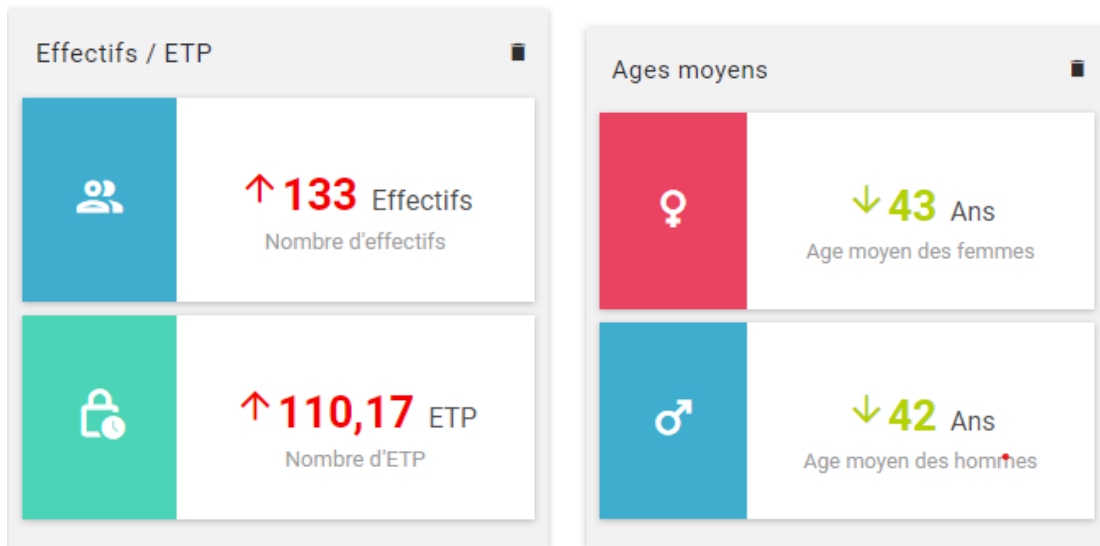 Effectifs / ETP
133 Effectifs
Nombre d'effectifs
110,17 ETP
Nombre d'ETP
Ages moyens
43 Ans
Age moyen des femmes
42 Ans
Age moyen des hommes